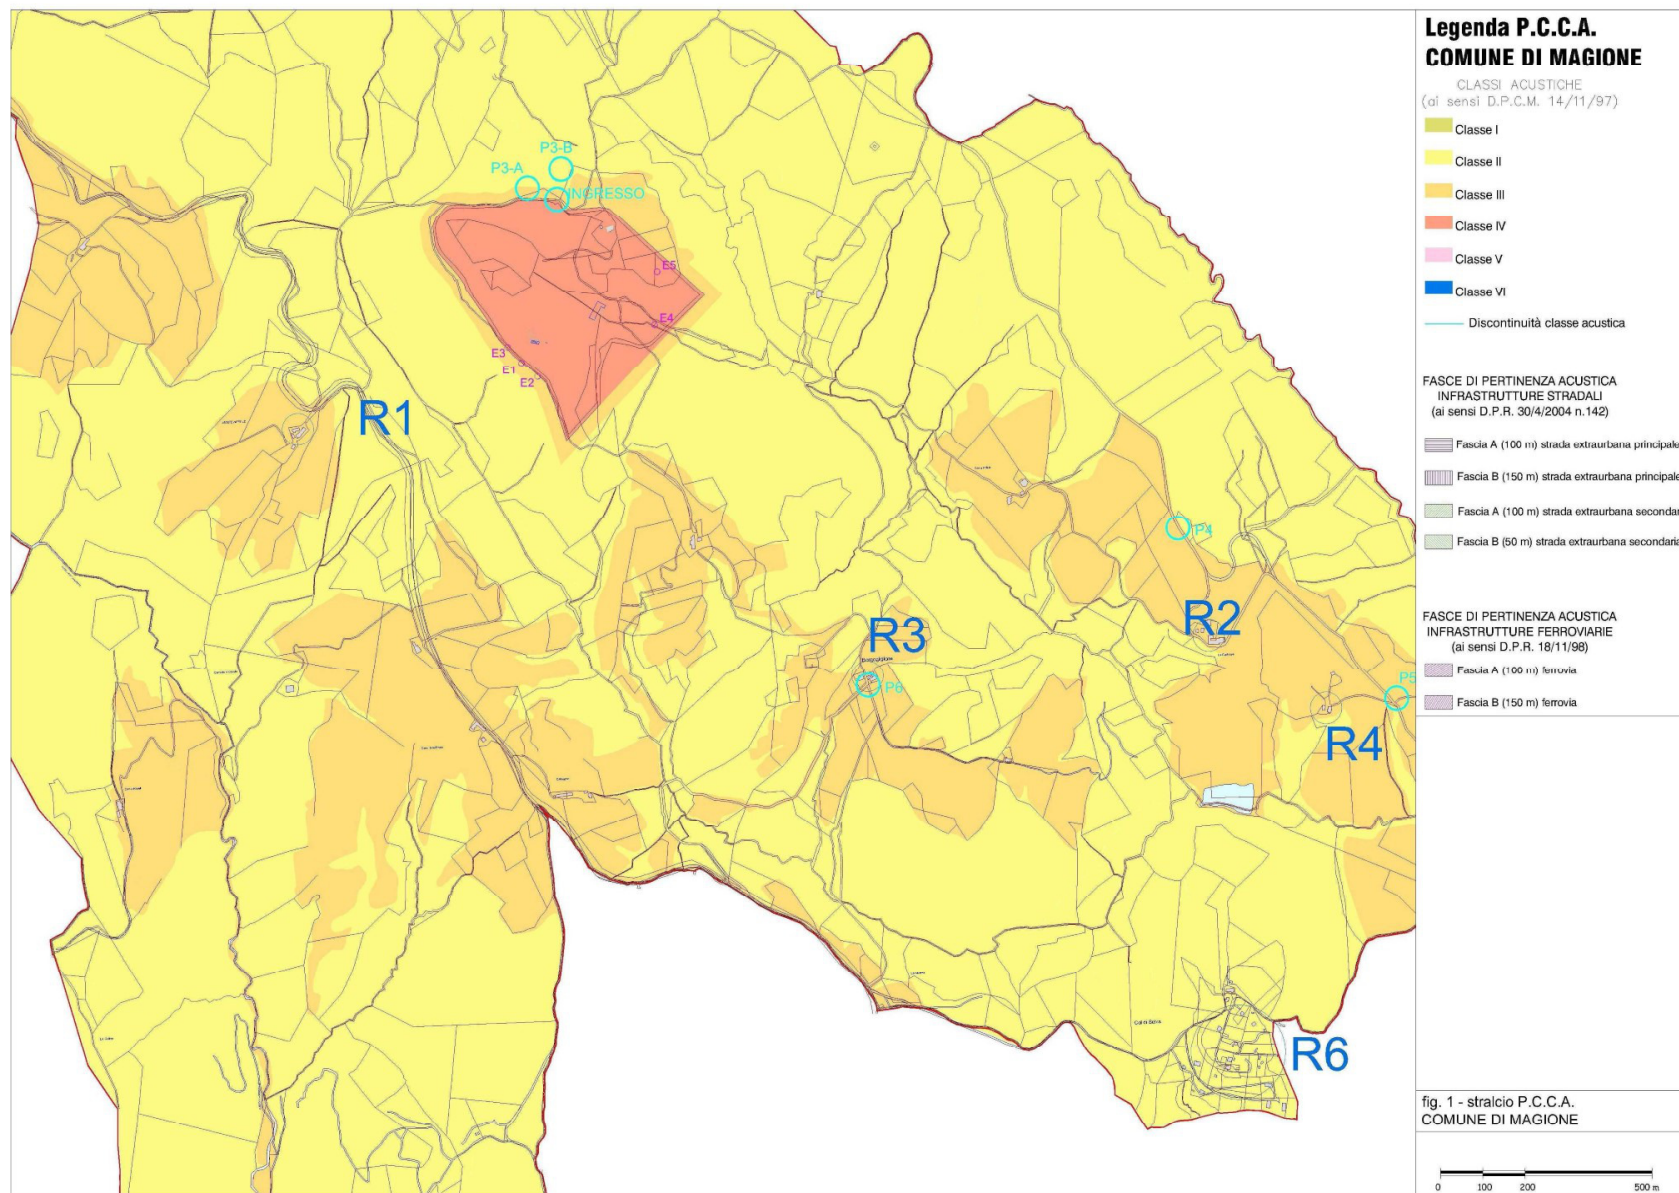 Legenda P.C.C.A.
COMUNE DI MAGIONE
CLASSI ACUSTICHE
(ai sensi D.P.C.M. 14/11/97)
Classe I
Classe II
Classe III
Classe IV
Classe V
Classe VI
Discontinuità classe acustica
FASCE DI PERTINENZA ACUSTICA
INFRASTRUTTURE STRADALI
(ai sensi D.P.R. 30/4/2004 n.142)
Fascia A (100 m) strada extraurbana principale
Fascia B (150 m) strada extraurbana principale
Fascia A (100 m) strada extraurbana secondar
Fascia B (50 m) strada extraurbana secondaria
FASCE DI PERTINENZA ACUSTICA
INFRASTRUTTURE FERROVIARIE
(ai sensi D.P.R. 18/11/98)
Fascia A (100 m) ferrovia
Fascia B (150 m) ferrovia
fig. 1 - stralcio P.C.C.A.
COMUNE DI MAGIONE
0 100 200 500 m
P3-B
P3-A
INGRESSO
E5
E4
E3
E1
E2
R1
P4
R2
R3
P6
P5
R4
R6